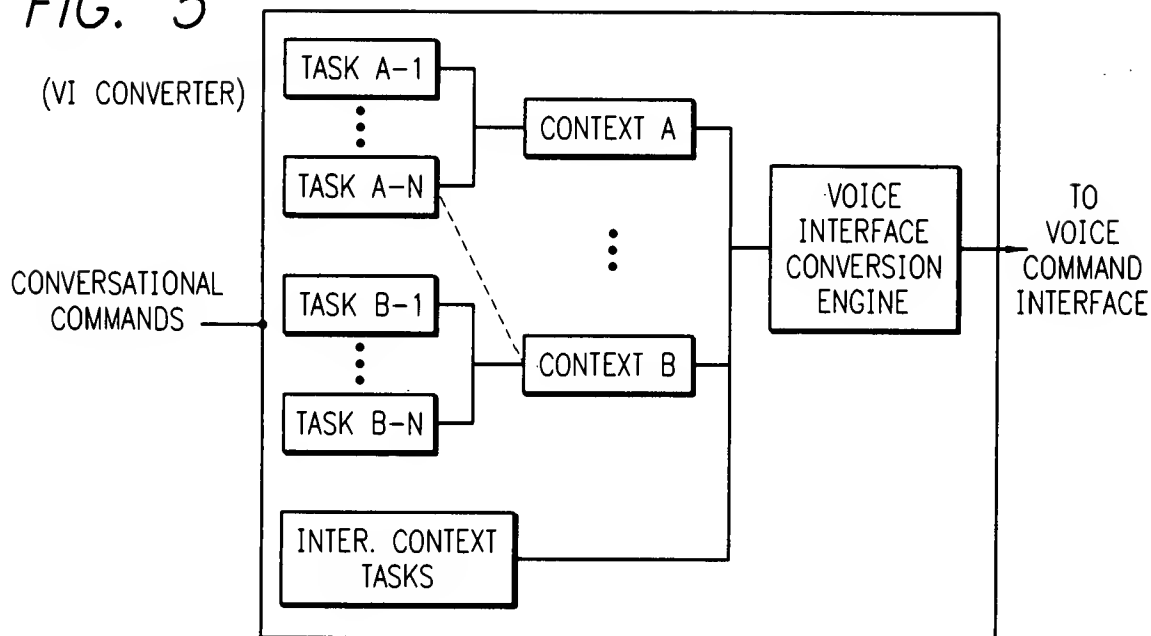 FIG. 5
(VI CONVERTER)
CONVERSATIONAL
COMMANDS
TASK A-1
TASK A-N
TASK B-1
TASK B-N
INTER. CONTEXT
TASKS
CONTEXT A
CONTEXT B
VOICE
INTERFACE
CONVERSION
ENGINE
TO
VOICE
COMMAND
INTERFACE